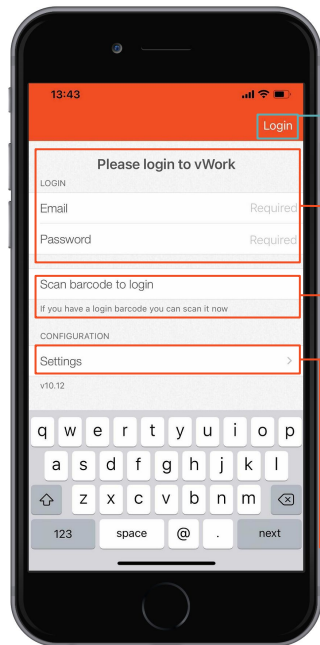 13:43
Login
Please login to vWork
LOGIN
Email Required
Password Required
Scan barcode to login
If you have a login barcode you can scan it now
CONFIGURATION
Settings
v10.12
q w e r t y u i o p
a s d f g h j k l
z x c v b n m
123 space @ . next